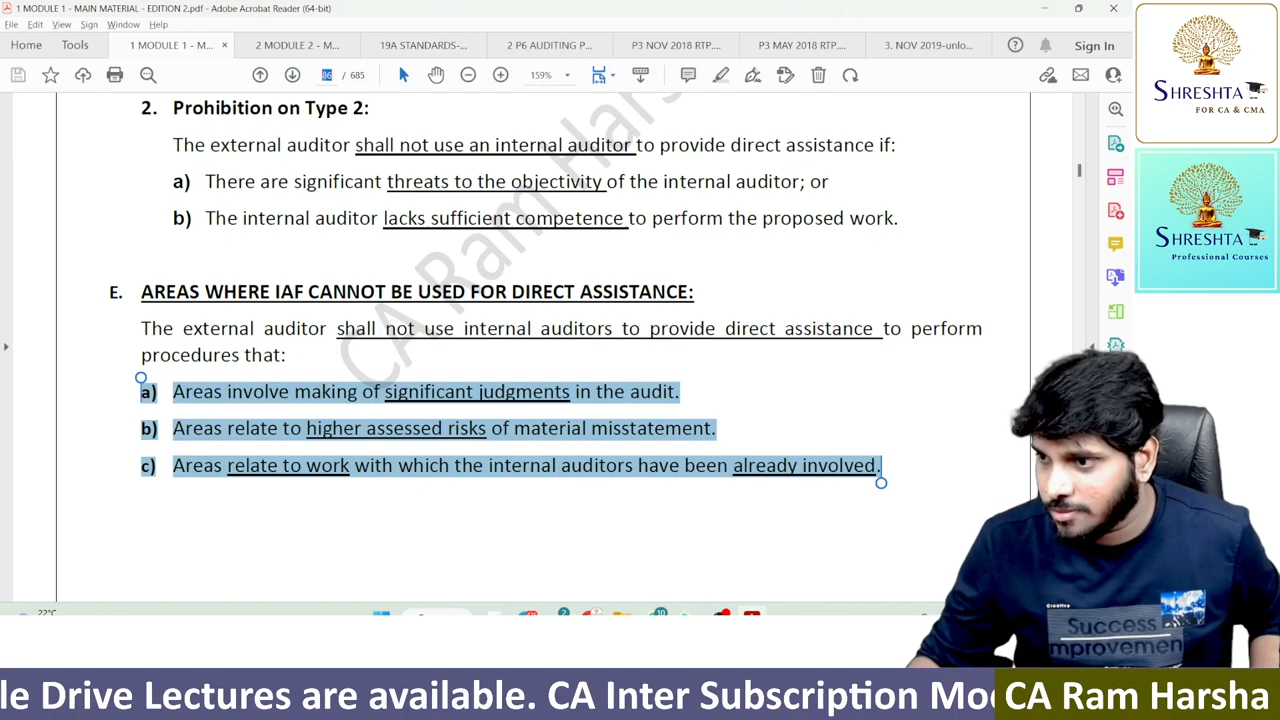 1 MODULE 1 - MAIN MATERIAL - EDITION 2.pdf - Adobe Acrobat Reader (64-bit)
File Edit View Sign Window Help
Home Tools 1 MODULE 1 - M... × 2 MODULE 2 - M... 19A STANDARDS-... 2 P6 AUDITING P... P3 NOV 2018 RTP.... P3 MAY 2018 RTP.... 3. NOV 2019-unlo... Sign In
86 / 685 159%
2. Prohibition on Type 2:
The external auditor shall not use an internal auditor to provide direct assistance if:
a) There are significant threats to the objectivity of the internal auditor; or
b) The internal auditor lacks sufficient competence to perform the proposed work.
E. AREAS WHERE IAF CANNOT BE USED FOR DIRECT ASSISTANCE:
The external auditor shall not use internal auditors to provide direct assistance to perform
procedures that:
a) Areas involve making of significant judgments in the audit.
b) Areas relate to higher assessed risks of material misstatement.
c) Areas relate to work with which the internal auditors have been already involved.
CA Ram Hars
22°C
SHRESHTA
FOR CA & CMA
SHRESHTA
Professional Courses
Creative
Success
mprovemen
le Drive Lectures are available. CA Inter Subscription Mo
CA Ram Harsha